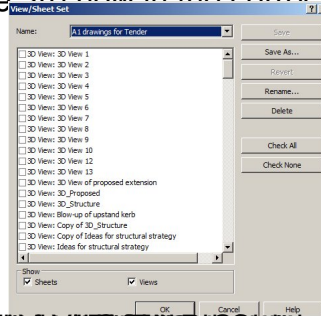 View/Sheet Set
Name: A1 drawings for Tender
Save
Save As...
Revert
Rename...
Delete
Check All
Check None
3D View: 3D View 1
3D View: 3D View 2
3D View: 3D View 3
3D View: 3D View 4
3D View: 3D View 5
3D View: 3D View 6
3D View: 3D View 7
3D View: 3D View 8
3D View: 3D View 9
3D View: 3D View 10
3D View: 3D View 12
3D View: 3D View 13
3D View: 3D View of proposed extension
3D View: 3D_Proposed
3D View: 3D_Structure
3D View: Blow-up of upstand kerb
3D View: Copy of 3D_Structure
3D View: Copy of Ideas for structural strategy
3D View: Ideas for structural strategy
Show
Sheets
Views
OK
Cancel
Help